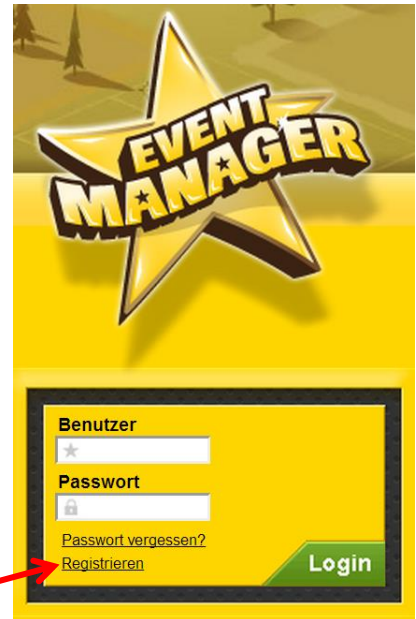 EVENT
MANAGER
Benutzer
Passwort
Passwort vergessen?
Registrieren
Login